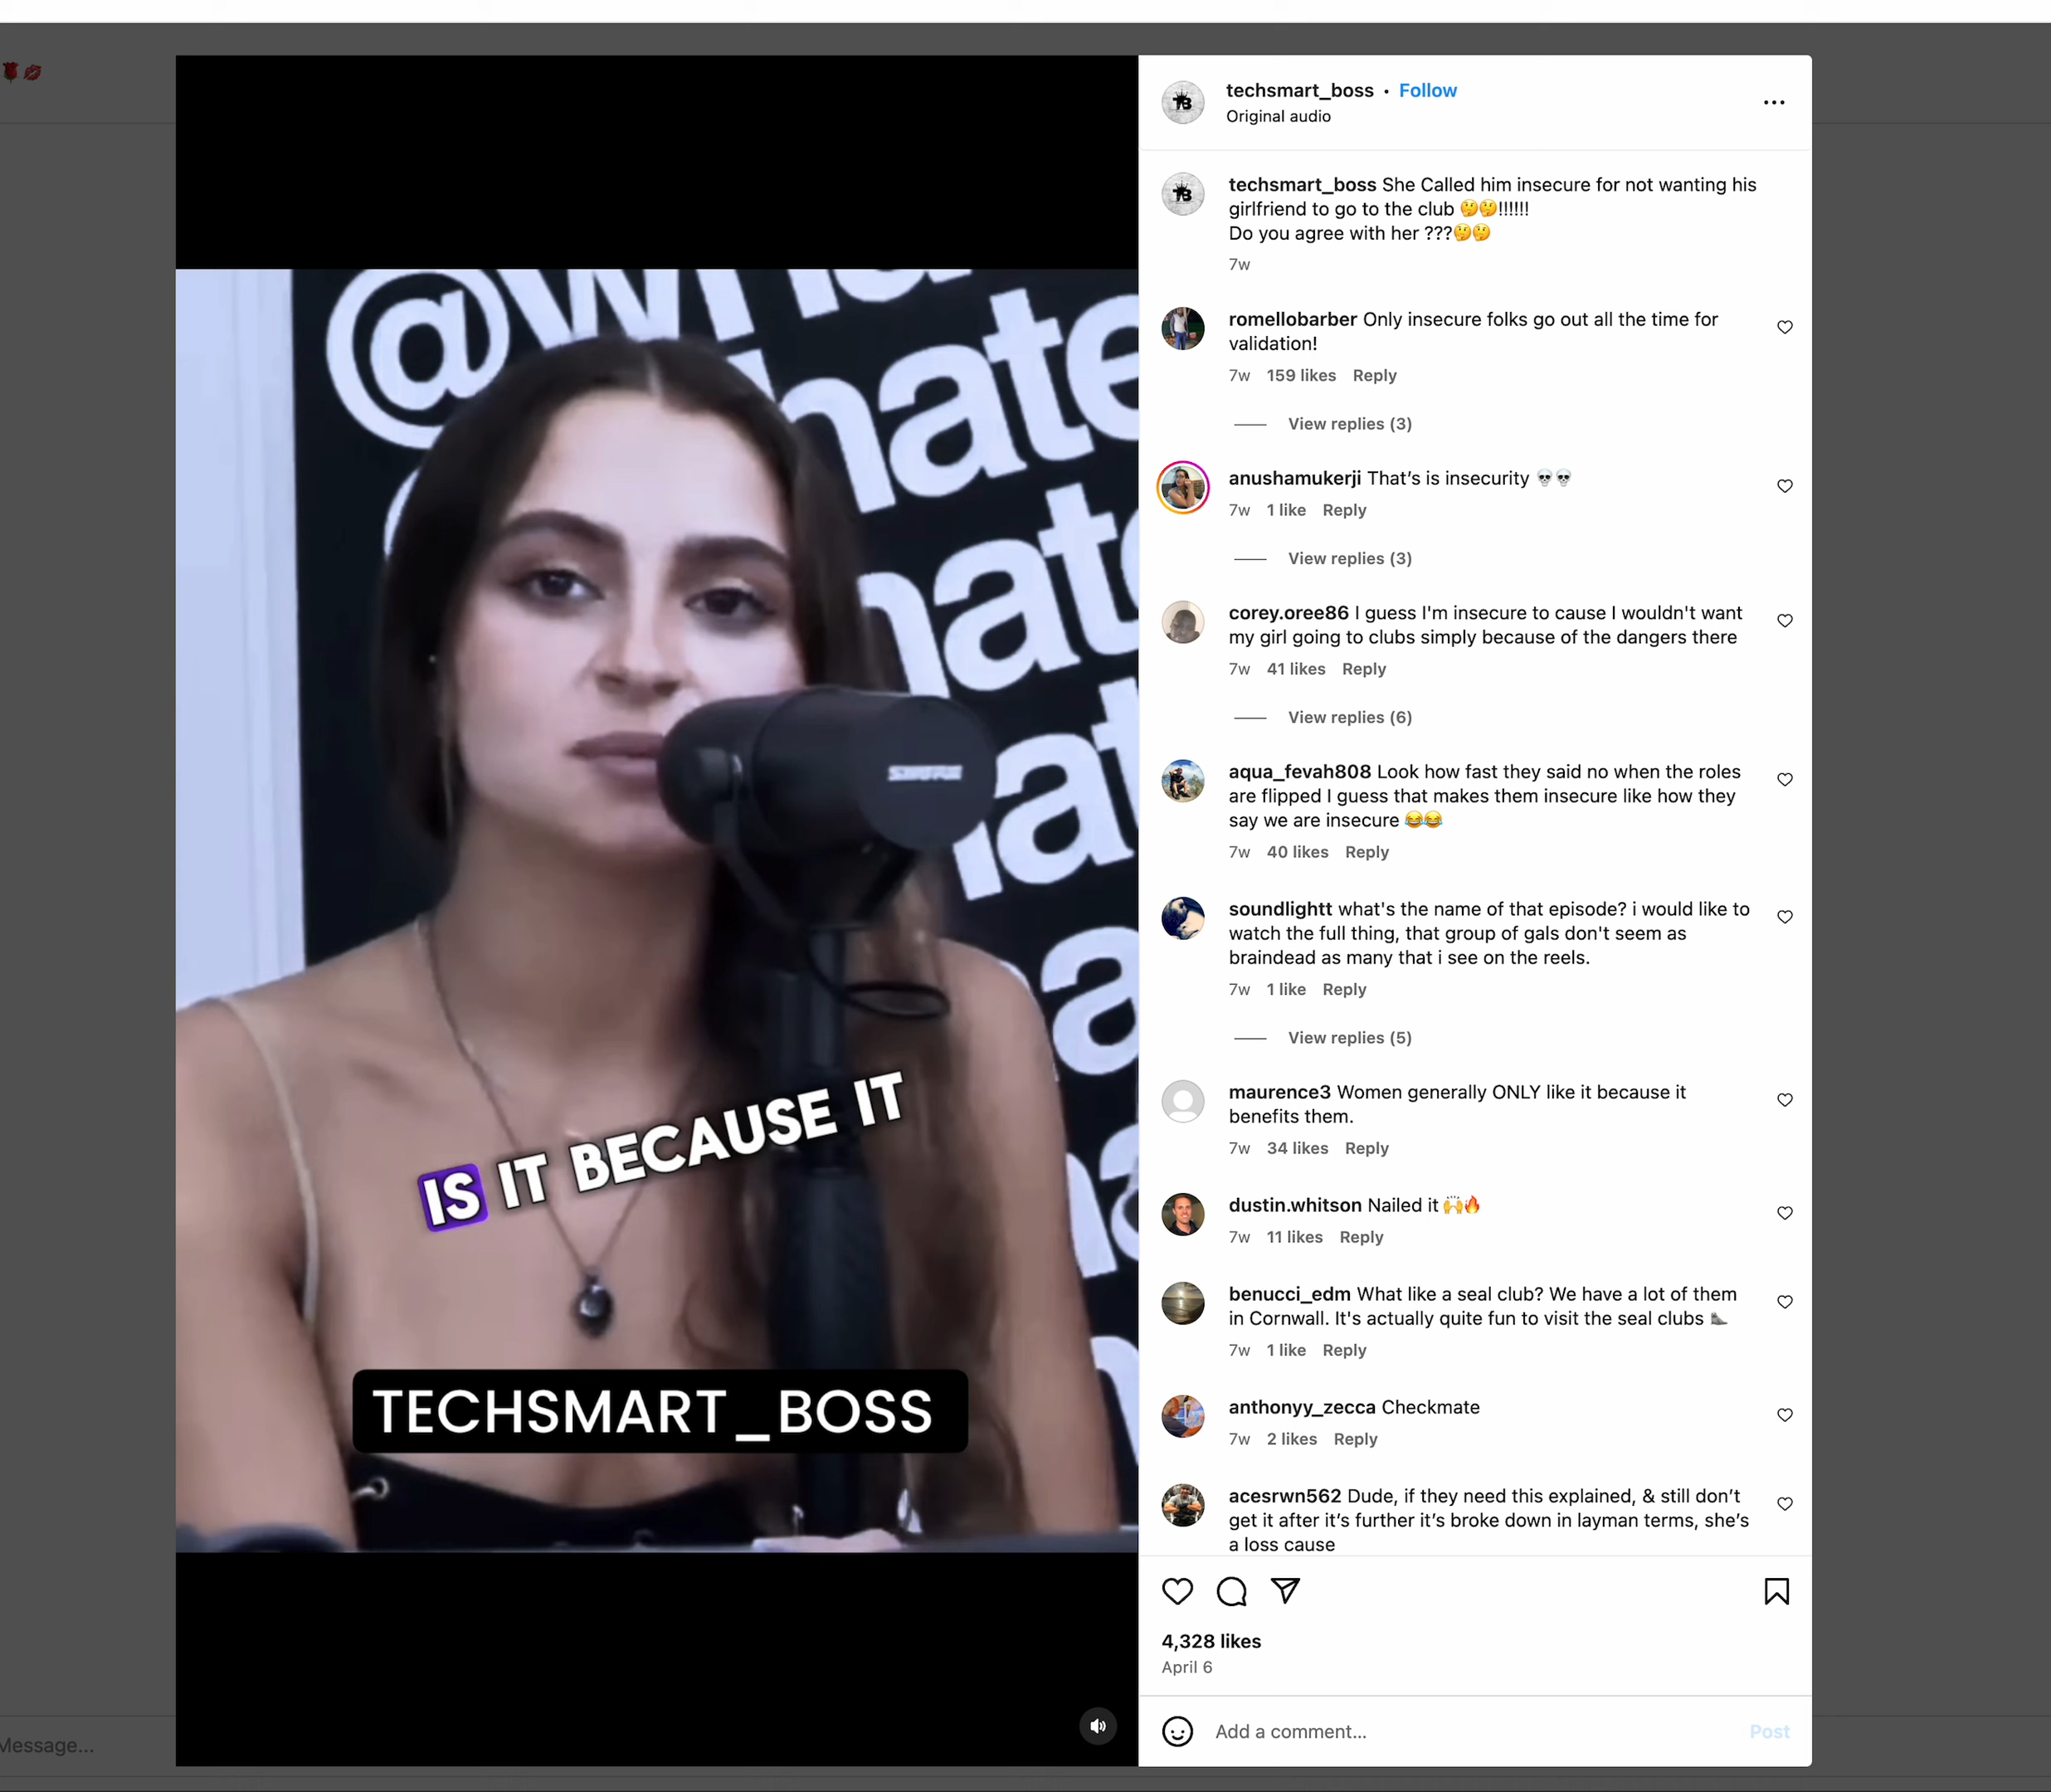 techsmart_boss • Follow
Original audio
techsmart_boss She Called him insecure for not wanting his
girlfriend to go to the club 🤔🤔!!!!!!
Do you agree with her ???🤔🤔
7w
romellobarber Only insecure folks go out all the time for
validation!
7w 159 likes Reply
View replies (3)
anushamukerji That’s is insecurity 💀💀
7w 1 like Reply
View replies (3)
corey.oree86 I guess I'm insecure to cause I wouldn't want
my girl going to clubs simply because of the dangers there
7w 41 likes Reply
View replies (6)
aqua_fevah808 Look how fast they said no when the roles
are flipped I guess that makes them insecure like how they
say we are insecure 😂😂
7w 40 likes Reply
soundlightt what's the name of that episode? i would like to
watch the full thing, that group of gals don't seem as
braindead as many that i see on the reels.
7w 1 like Reply
View replies (5)
maurence3 Women generally ONLY like it because it
benefits them.
7w 34 likes Reply
dustin.whitson Nailed it 🙌🔥
7w 11 likes Reply
benucci_edm What like a seal club? We have a lot of them
in Cornwall. It's actually quite fun to visit the seal clubs 🦭
7w 1 like Reply
anthonyy_zecca Checkmate
7w 2 likes Reply
acesrwn562 Dude, if they need this explained, & still don’t
get it after it’s further it’s broke down in layman terms, she’s
a loss cause
4,328 likes
April 6
Add a comment...
Post
IS IT BECAUSE IT
TECHSMART_BOSS
Message...